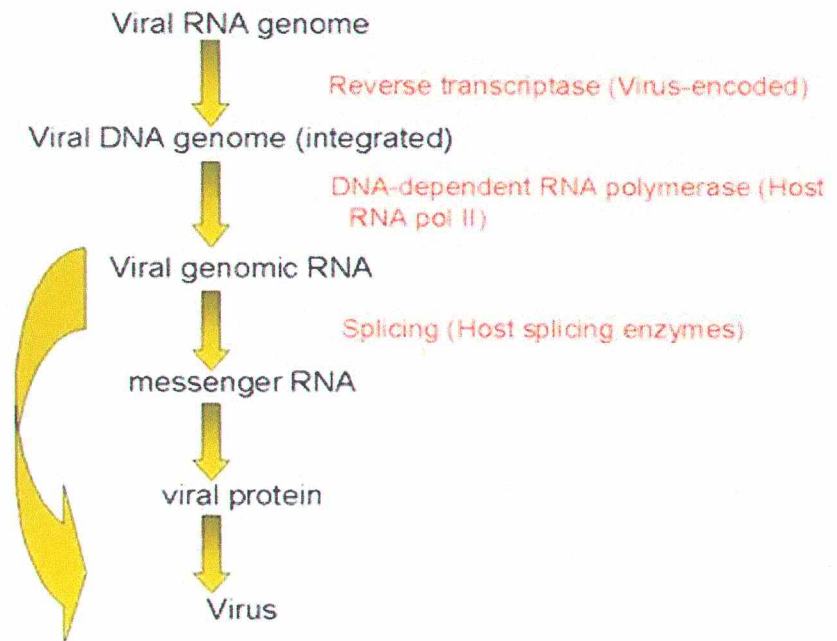 Viral RNA genome
Reverse transcriptase (Virus-encoded)
Viral DNA genome (integrated)
DNA-dependent RNA polymerase (Host
RNA pol II)
Viral genomic RNA
Splicing (Host splicing enzymes)
messenger RNA
viral protein
Virus